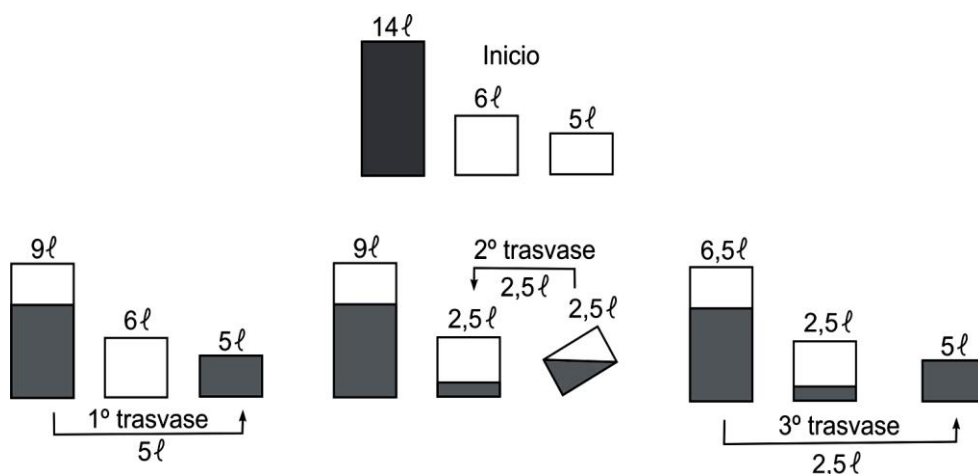 14ℓ
Inicio
6ℓ
5ℓ
9ℓ
6ℓ
5ℓ
1º trasvase
5ℓ
9ℓ
2º trasvase
2,5ℓ
2,5ℓ
2,5ℓ
6,5ℓ
2,5ℓ
5ℓ
3º trasvase
2,5ℓ